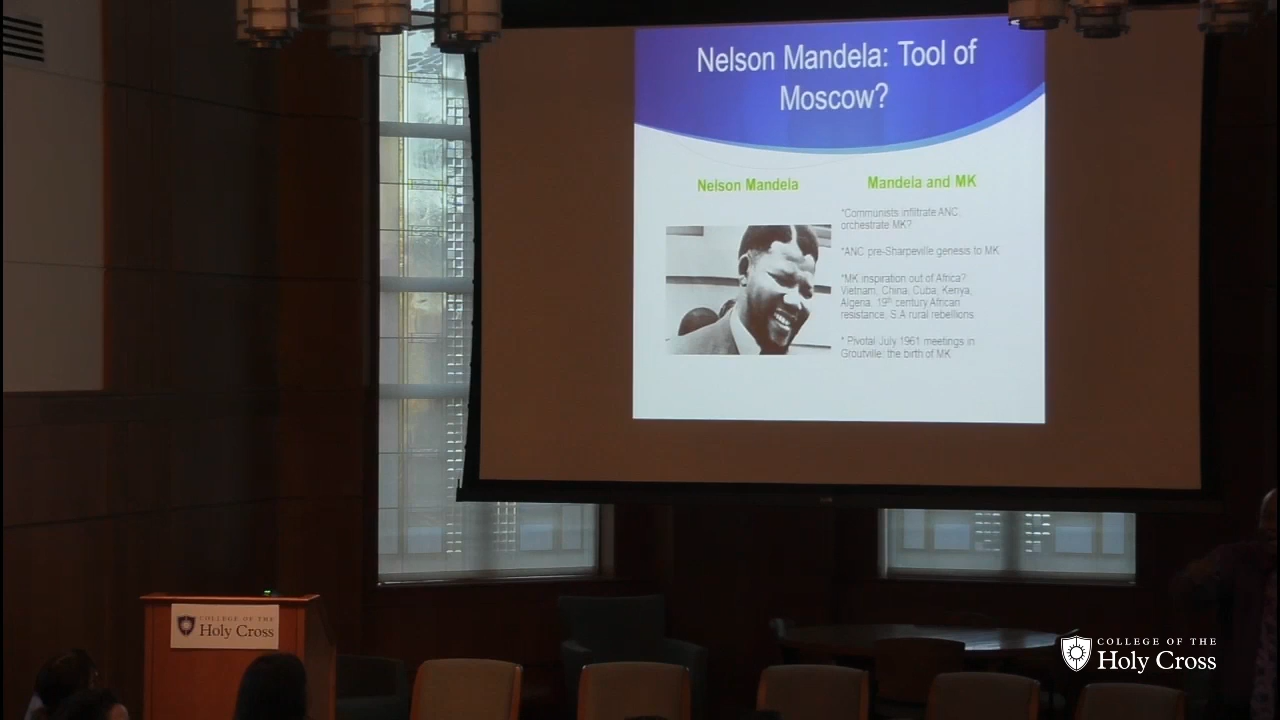 Nelson Mandela: Tool of
Moscow?
Nelson Mandela
Mandela and MK
*Communists infiltrate ANC,
orchestrate MK?
*ANC pre-Sharpeville genesis to MK
*MK inspiration out of Africa?
Vietnam, China, Cuba, Kenya,
Algeria, 19th century African
resistance, S.A rural rebellions
* Pivotal July 1961 meetings in
Groutville: the birth of MK
COLLEGE OF THE
Holy Cross
COLLEGE OF THE
Holy Cross